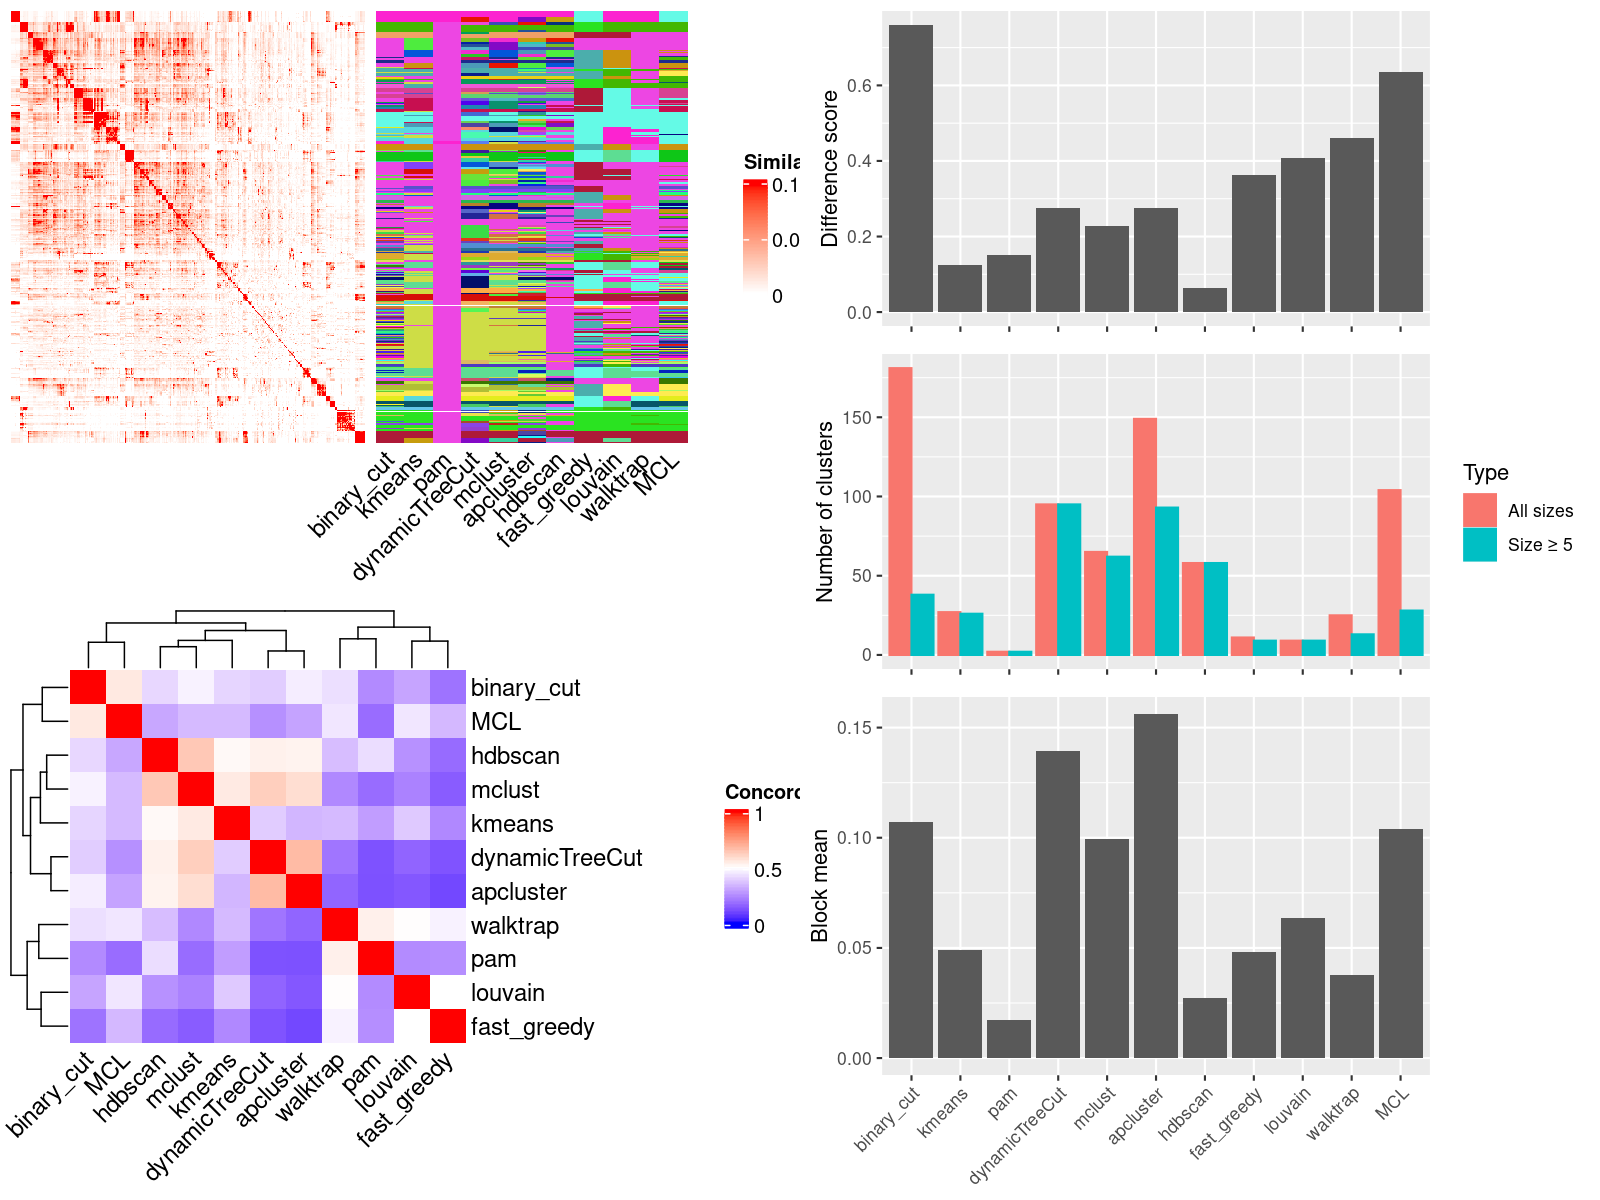 Simila
0.1
0.0
0
binary_cut
kmeans
pam
dynamicTreeCut
mclust
apcluster
hdbscan
fast_greedy
louvain
walktrap
MCL
binary_cut
MCL
hdbscan
mclust
kmeans
dynamicTreeCut
apcluster
walktrap
pam
louvain
fast_greedy
binary_cut
MCL
hdbscan
mclust
kmeans
dynamicTreeCut
apcluster
walktrap
pam
louvain
fast_greedy
Concord
1
0.5
0
Difference score
0.6
0.4
0.2
0.0
Number of clusters
150
100
50
0
Type
All sizes
Size ≥ 5
Block mean
0.15
0.10
0.05
0.00
binary_cut
kmeans
pam
dynamicTreeCut
mclust
apcluster
hdbscan
fast_greedy
louvain
walktrap
MCL